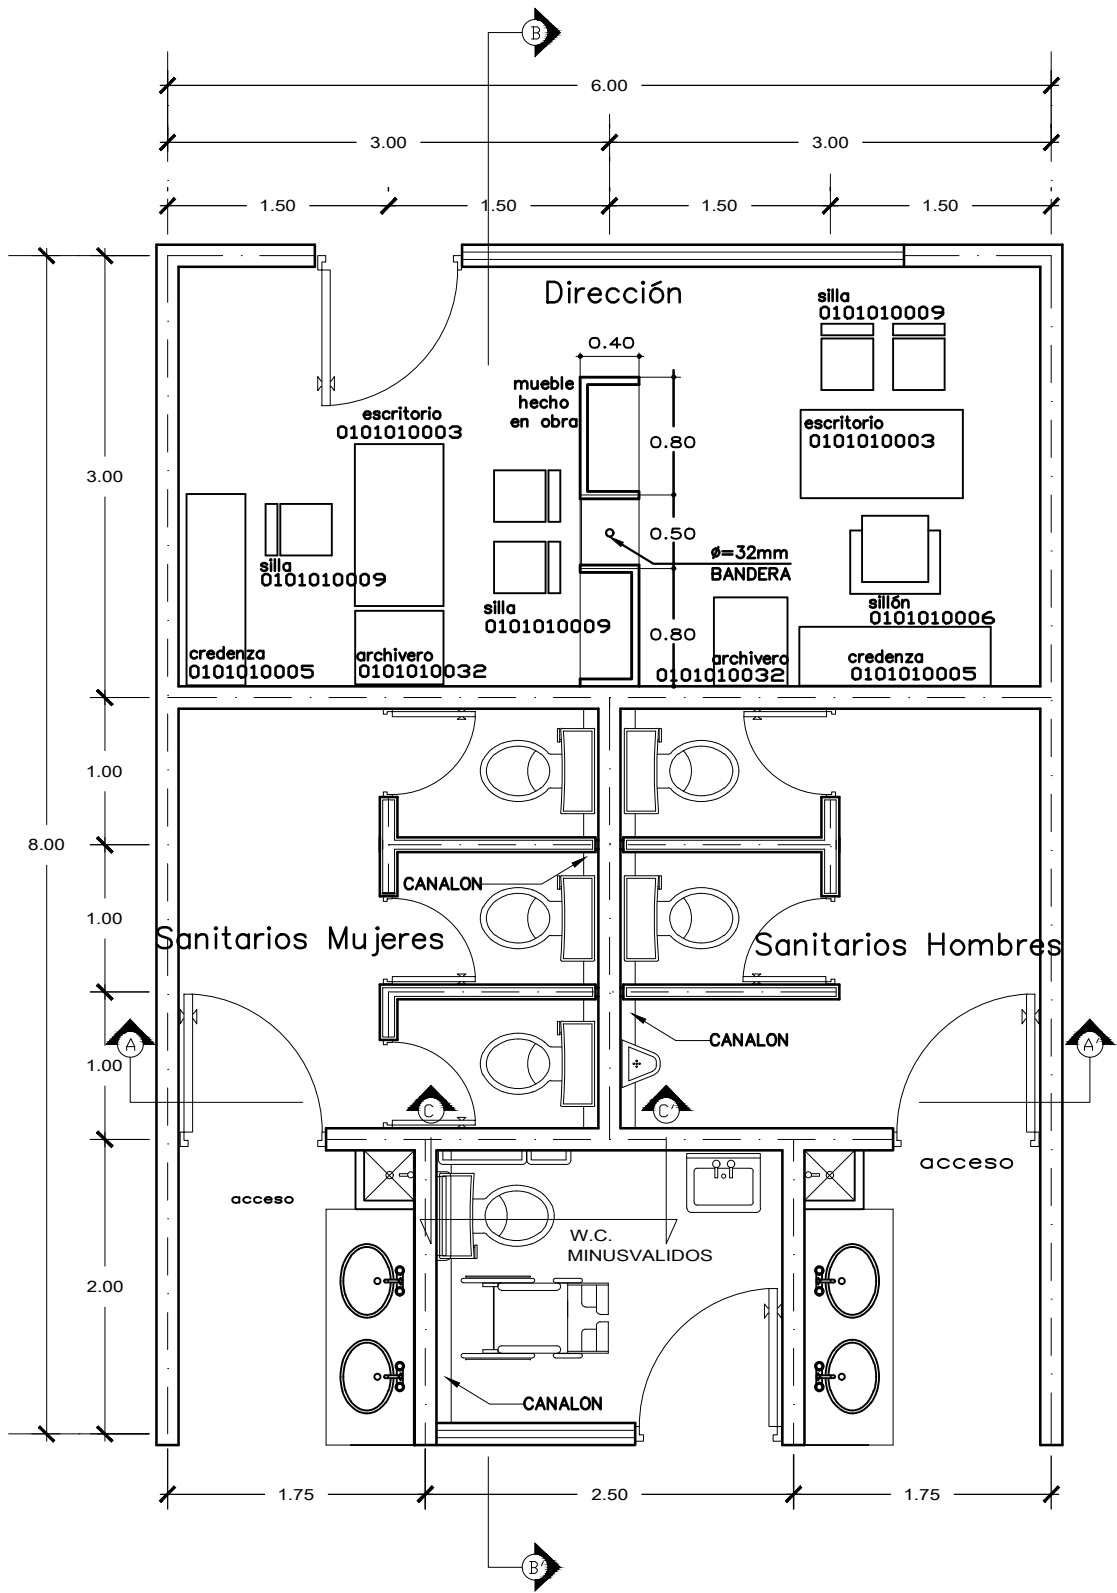 B
6.00
3.00
3.00
1.50
1.50
1.50
1.50
Dirección
silla
0101010009
0.40
mueble
hecho
en obra
escritorio
0101010003
escritorio
0101010003
0.80
3.00
0.50
ø=32mm
BANDERA
silla
0101010009
silla
0101010009
sillón
0101010006
0.80
credenza
0101010005
archivero
0101010032
archivero
0101010032
credenza
0101010005
1.00
8.00
CANALON
1.00
Sanitarios Mujeres
Sanitarios Hombres
A
1.00
CANALON
A'
C
C'
acceso
acceso
W.C.
MINUSVALIDOS
2.00
CANALON
1.75
2.50
1.75
B'